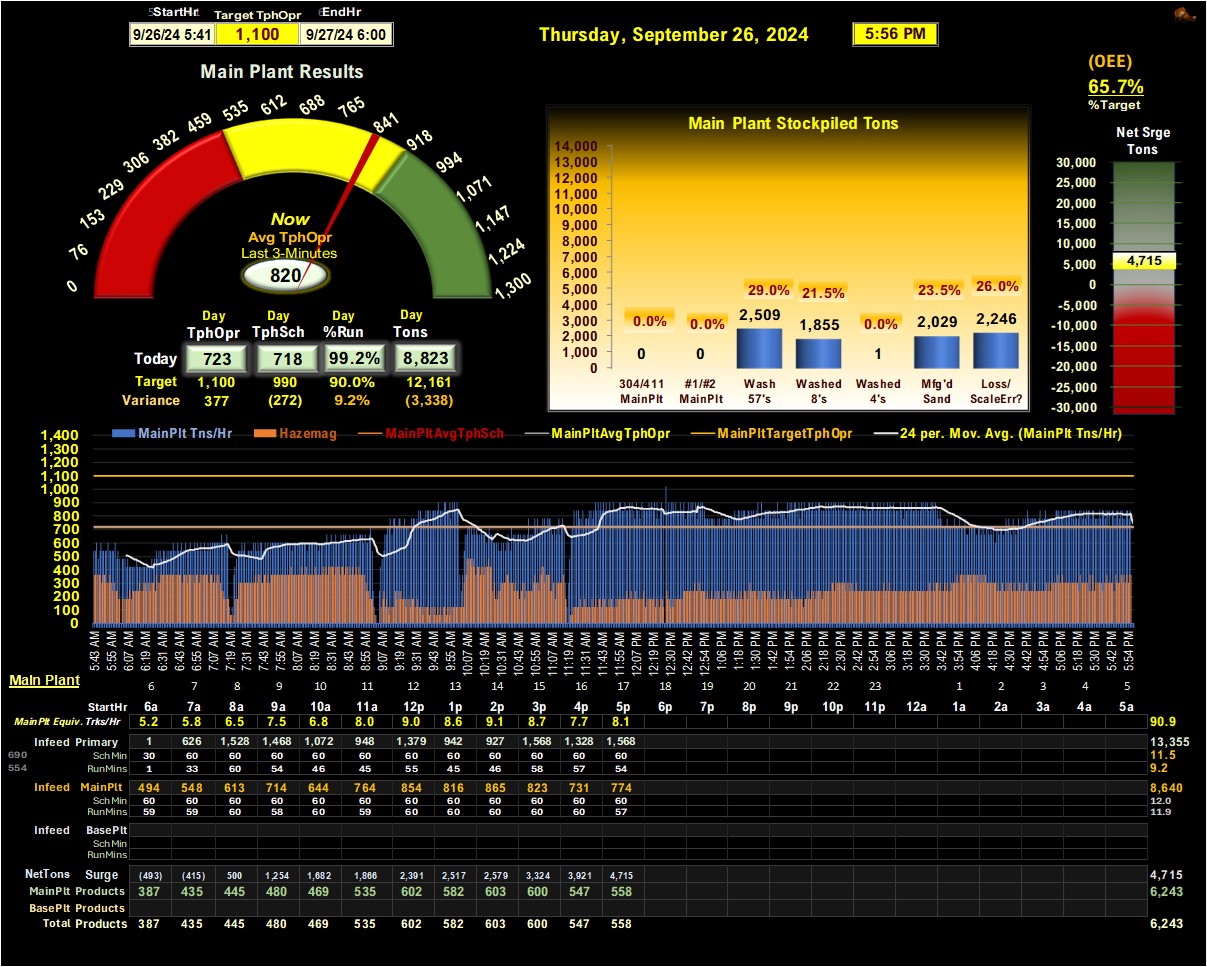 StartHr Target TphOpr EndHr
9/26/24 5:41 1,100 9/27/24 6:00
Thursday, September 26, 2024 5:56 PM
Main Plant Results
0 76 153 229 306 382 459 535 612 688 765 841 918 994 1,071 1,147 1,224 1,300
Now
Avg TphOpr
Last 3-Minutes
820
Day Day Day Day
TphOpr TphSch %Run Tons
Today 723 718 99.2% 8,823
Target 1,100 990 90.0% 12,161
Variance 377 (272) 9.2% (3,338)
Main Plant Stockpiled Tons
14,000
13,000
12,000
11,000
10,000
9,000
8,000
7,000
6,000
5,000
4,000
3,000
2,000
1,000
0
0.0% 0.0% 29.0% 21.5% 0.0% 23.5% 26.0%
0 0 2,509 1,855 1 2,029 2,246
304/411 #1/#2 Wash Washed Washed Mfg'd Loss/
MainPlt MainPlt 57's 8's 4's Sand ScaleErr?
(OEE)
65.7%
%Target
Net Srge
Tons
30,000
25,000
20,000
15,000
10,000
5,000
0
-5,000
-10,000
-15,000
-20,000
-25,000
-30,000
4,715
MainPlt Tns/Hr Hazemag MainPltAvgTphSch MainPltAvgTphOpr MainPltTargetTphOpr 24 per. Mov. Avg. (MainPlt Tns/Hr)
1,400
1,300
1,200
1,100
1,000
900
800
700
600
500
400
300
200
100
0
5:43 AM 5:55 AM 6:07 AM 6:19 AM 6:31 AM 6:43 AM 6:55 AM 7:07 AM 7:19 AM 7:31 AM 7:43 AM 7:55 AM 8:07 AM 8:19 AM 8:31 AM 8:43 AM 8:55 AM 9:07 AM 9:19 AM 9:31 AM 9:43 AM 9:55 AM 10:07 AM 10:19 AM 10:31 AM 10:43 AM 10:55 AM 11:07 AM 11:19 AM 11:31 AM 11:43 AM 11:55 AM 12:07 PM 12:19 PM 12:30 PM 12:42 PM 12:54 PM 1:06 PM 1:18 PM 1:30 PM 1:42 PM 1:54 PM 2:06 PM 2:18 PM 2:30 PM 2:42 PM 2:54 PM 3:06 PM 3:18 PM 3:30 PM 3:42 PM 3:54 PM 4:06 PM 4:18 PM 4:30 PM 4:42 PM 4:54 PM 5:06 PM 5:18 PM 5:30 PM 5:42 PM 5:54 PM
Main Plant
6 7 8 9 10 11 12 13 14 15 16 17 18 19 20 21 22 23 1 2 3 4 5
StartHr 6a 7a 8a 9a 10a 11a 12p 1p 2p 3p 4p 5p 6p 7p 8p 9p 10p 11p 12a 1a 2a 3a 4a 5a
MainPlt Equiv. Trks/Hr 5.2 5.8 6.5 7.5 6.8 8.0 9.0 8.6 9.1 8.7 7.7 8.1 90.9
Infeed Primary 1 626 1,528 1,468 1,072 948 1,379 942 927 1,568 1,328 1,568 13,355
690 SchMin 30 60 60 60 60 60 60 60 60 60 60 60 11.5
554 RunMins 1 33 60 54 46 45 55 45 46 58 57 54 9.2
Infeed MainPlt 494 548 613 714 644 764 854 816 865 823 731 774 8,640
SchMin 60 60 60 60 60 60 60 60 60 60 60 60 12.0
RunMins 59 59 60 58 60 59 60 60 60 60 60 57 11.9
Infeed BasePlt
SchMin
RunMins
NetTons Surge (493) (415) 500 1,254 1,682 1,866 2,391 2,517 2,579 3,324 3,921 4,715 4,715
MainPlt Products 387 435 445 480 469 535 602 582 603 600 547 558 6,243
BasePlt Products
Total Products 387 435 445 480 469 535 602 582 603 600 547 558 6,243